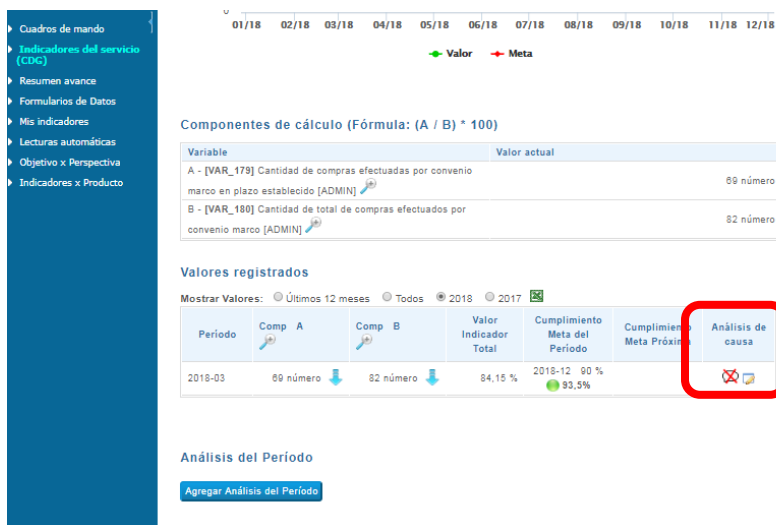 Cuadros de mando
Indicadores del servicio
(CDG)
Resumen avance
Formularios de Datos
Mis indicadores
Lecturas automáticas
Objetivo x Perspectiva
Indicadores x Producto
0
01/18 02/18 03/18 04/18 05/18 06/18 07/18 08/18 09/18 10/18 11/18 12/18
Valor Meta
Componentes de cálculo (Fórmula: (A / B) * 100)
Variable Valor actual
A - [VAR_179] Cantidad de compras efectuadas por convenio
marco en plazo establecido [ADMIN] 69 número
B - [VAR_180] Cantidad de total de compras efectuados por
convenio marco [ADMIN] 82 número
Valores registrados
Mostrar Valores: Últimos 12 meses Todos 2018 2017
Periodo Comp A Comp B Valor
Indicador
Total Cumplimiento
Meta del
Período Cumplimiento
Meta Próxima Análisis de
causa
2018-03 69 número 82 número 84,15 % 2018-12 90 %
93,5%
Análisis del Período
Agregar Análisis del Período